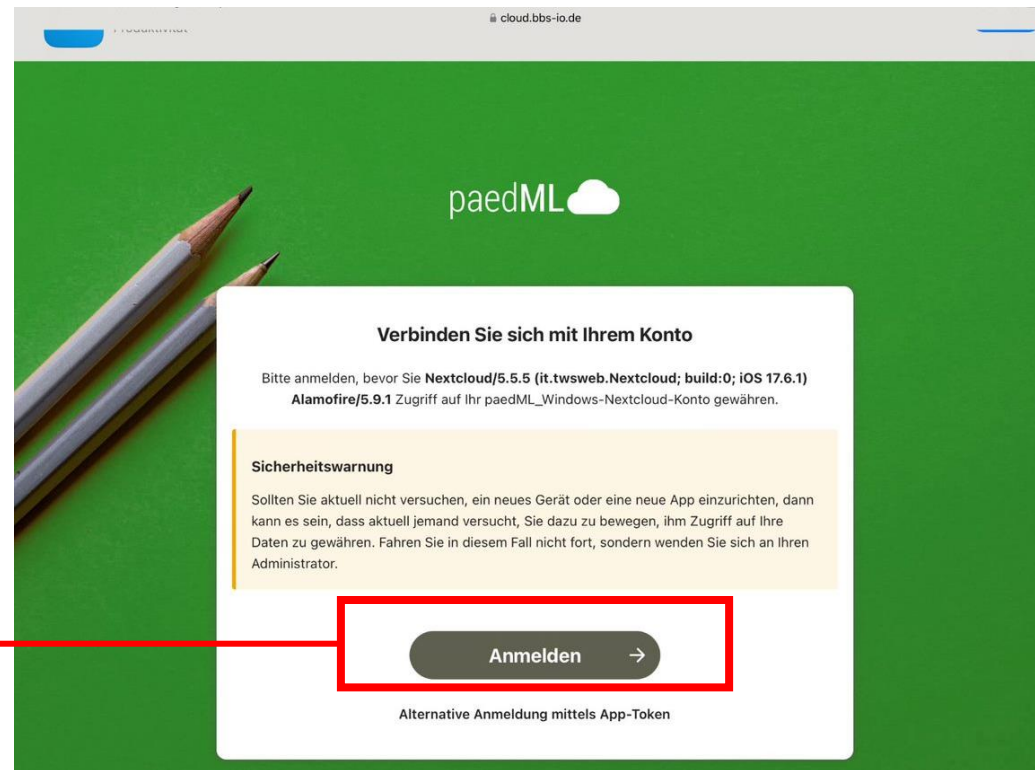 cloud.bbs-io.de
Produktivität
paedML
Verbinden Sie sich mit Ihrem Konto
Bitte anmelden, bevor Sie Nextcloud/5.5.5 (it.twsweb.Nextcloud; build:0; iOS 17.6.1)
Alamofire/5.9.1 Zugriff auf Ihr paedML_Windows-Nextcloud-Konto gewähren.
Sicherheitswarnung
Sollten Sie aktuell nicht versuchen, ein neues Gerät oder eine neue App einzurichten, dann
kann es sein, dass aktuell jemand versucht, Sie dazu zu bewegen, ihm Zugriff auf Ihre
Daten zu gewähren. Fahren Sie in diesem Fall nicht fort, sondern wenden Sie sich an Ihren
Administrator.
Anmelden →
Alternative Anmeldung mittels App-Token